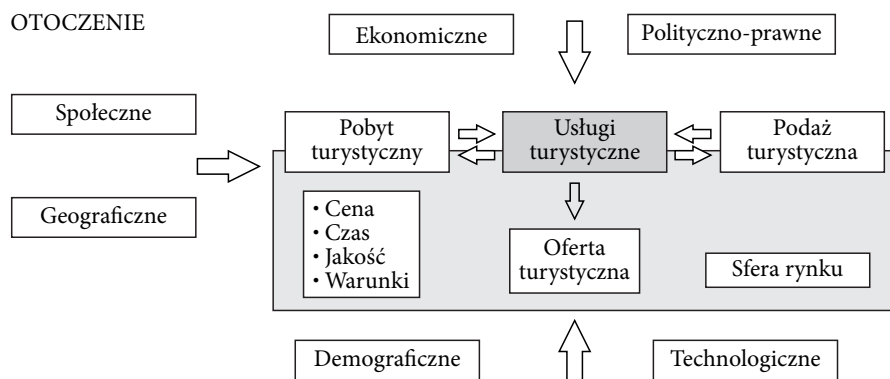 OTOCZENIE
Ekonomiczne
Polityczno-prawne
Społeczne
Pobyt
turystyczny
Usługi
turystyczne
Podaż
turystyczna
Geograficzne
• Cena
• Czas
• Jakość
• Warunki
Oferta
turystyczna
Sfera rynku
Demograficzne
Technologiczne